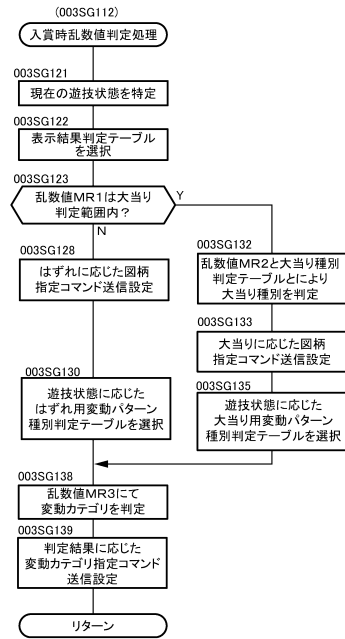 (003SG112)
入賞時乱数値判定処理
003SG121
現在の遊技状態を特定
003SG122
表示結果判定テーブル
を選択
003SG123
乱数値MR1は大当り
判定範囲内?
Y
N
003SG128
はずれに応じた図柄
指定コマンド送信設定
003SG132
乱数値MR2と大当り種別
判定テーブルとにより
大当り種別を判定
003SG133
大当りに応じた図柄
指定コマンド送信設定
003SG130
遊技状態に応じた
はずれ用変動パターン
種別判定テーブルを選択
003SG135
遊技状態に応じた
大当り用変動パターン
種別判定テーブルを選択
003SG138
乱数値MR3にて
変動カテゴリを判定
003SG139
判定結果に応じた
変動カテゴリ指定コマンド
送信設定
リターン